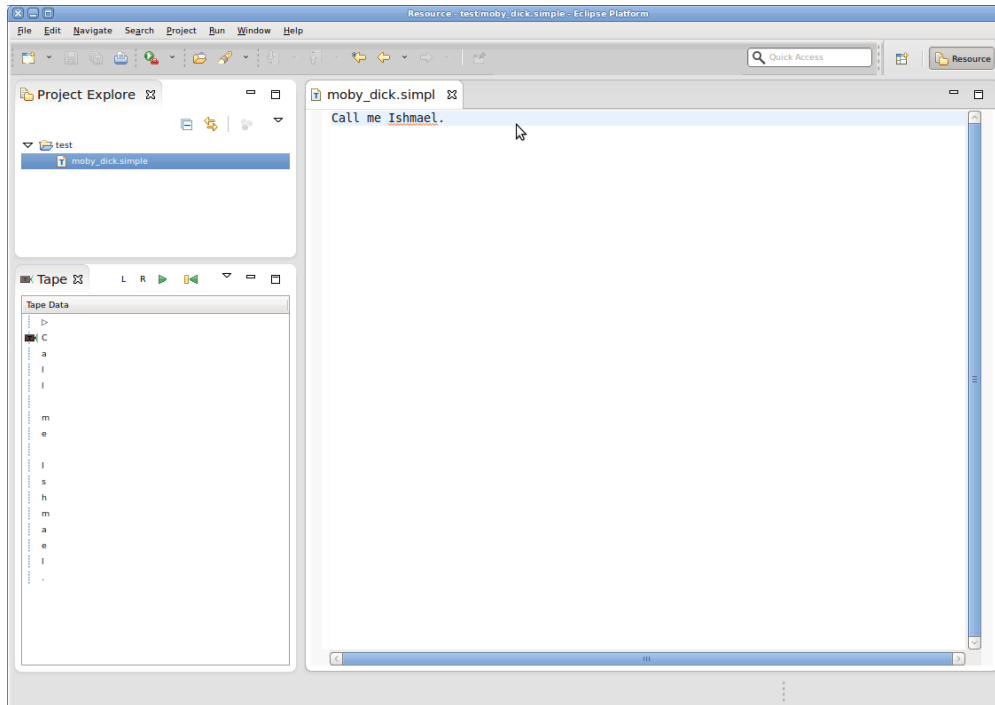 Resource - test/moby_dick.simple - Eclipse Platform
File Edit Navigate Search Project Run Window Help
Quick Access
Resource
Project Explore
moby_dick.simpl
Call me Ishmael.
test
moby_dick.simple
Tape
L R
Tape Data
C
a
l
l
m
e
I
s
h
m
a
e
l
.